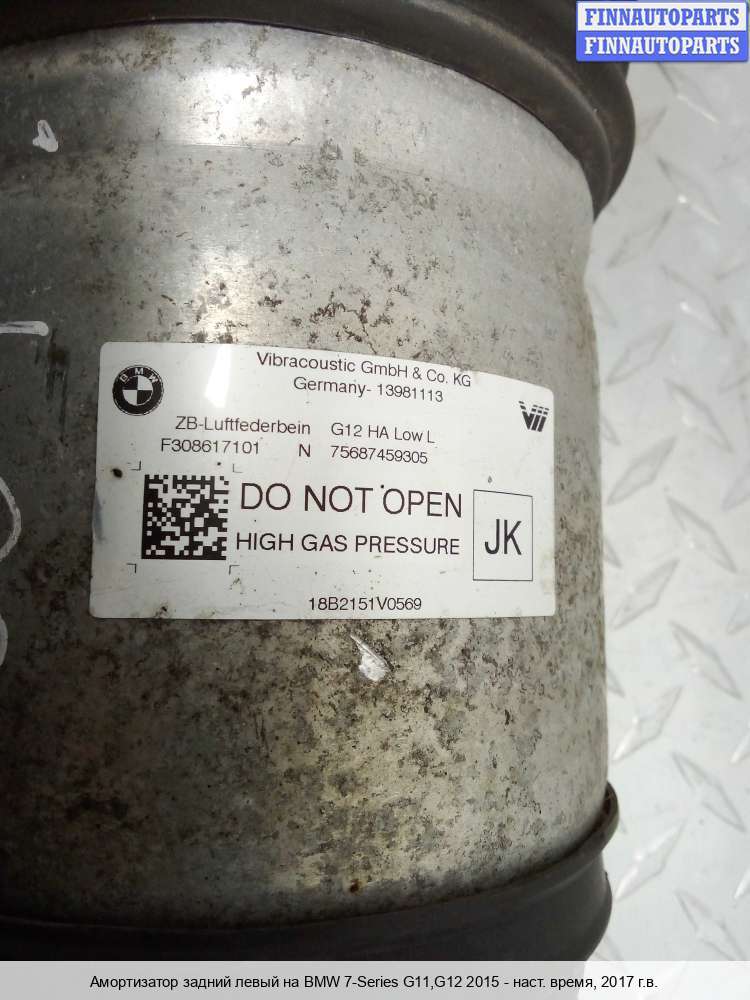 FINNAUTOPARTS
FINNAUTOPARTS
BMW
Vibracoustic GmbH & Co. KG
Germany- 13981113
ZB-Luftfederbein G12 HA Low L
F308617101 N 75687459305
DO NOT OPEN
HIGH GAS PRESSURE
JK
18B2151V0569
Амортизатор задний левый на BMW 7-Series G11,G12 2015 - наст. время, 2017 г.в.